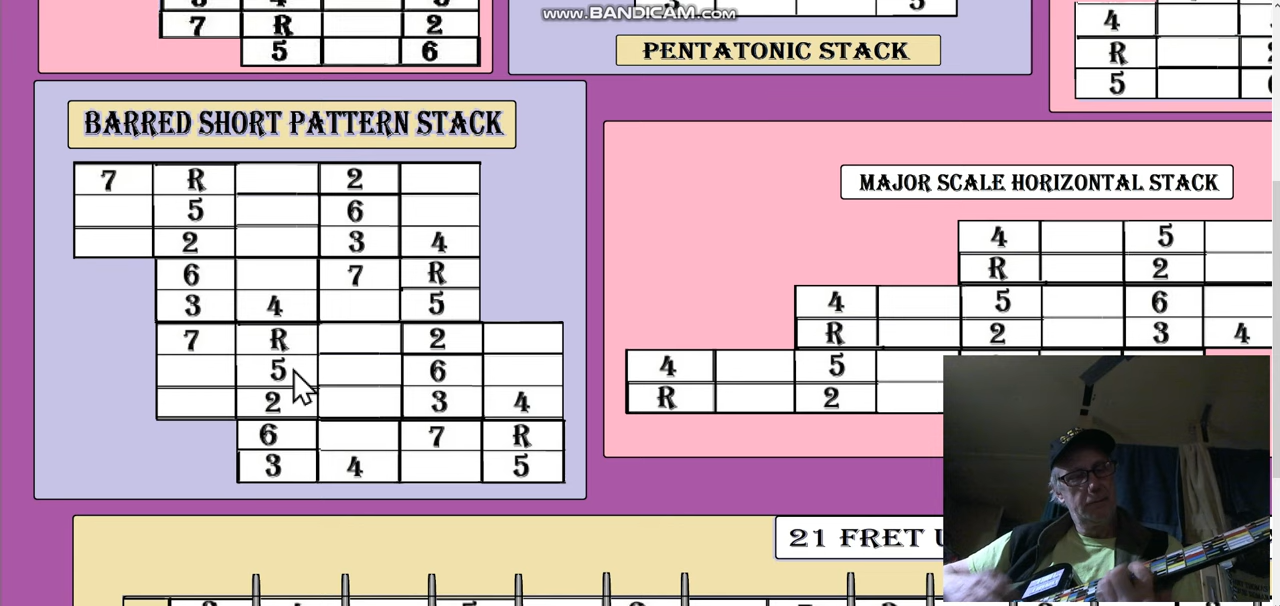 www.BANDICAM.com
7 R 2
5 6
3 5
PENTATONIC STACK
4
R
5
BARRED SHORT PATTERN STACK
7 R 2
5 6
2 3 4
6 7 R
3 4 5
7 R 2
5 6
2 3 4
6 7 R
3 4 5
MAJOR SCALE HORIZONTAL STACK
4 5
R 2
4 5 6
R 2 3 4
4 5
R 2
21 FRET